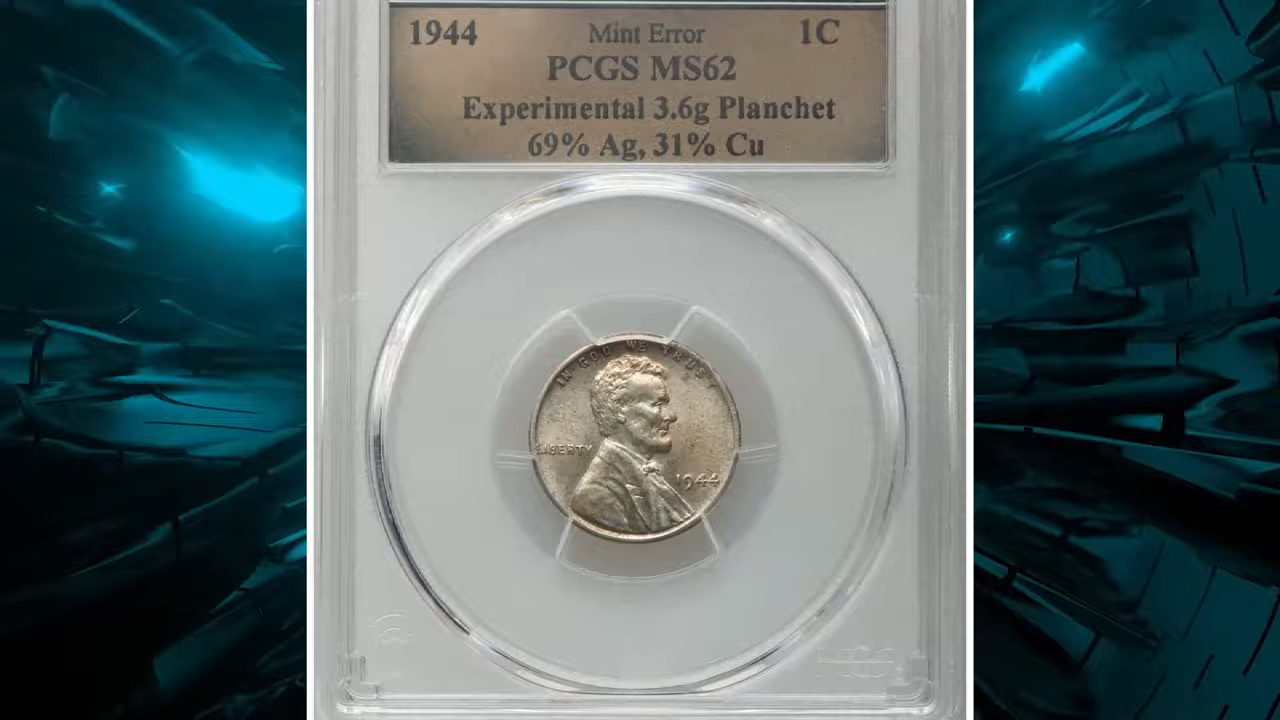 1944 Mint Error 1C
PCGS MS62
Experimental 3.6g Planchet
69% Ag, 31% Cu
IN GOD WE TRUST
LIBERTY
1944